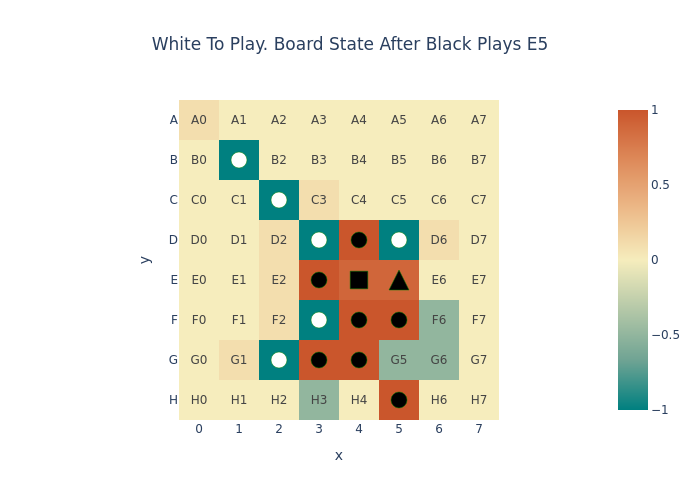 White To Play. Board State After Black Plays E5
A A0 A1 A2 A3 A4 A5 A6 A7 1
B B0 B2 B3 B4 B5 B6 B7
C C0 C1 C3 C4 C5 C6 C7 0.5
D D0 D1 D2 D6 D7
y E E0 E1 E2 E6 E7 0
F F0 F1 F2 F6 F7 −0.5
G G0 G1 G5 G6 G7
H H0 H1 H2 H3 H4 H6 H7 −1
0 1 2 3 4 5 6 7
x